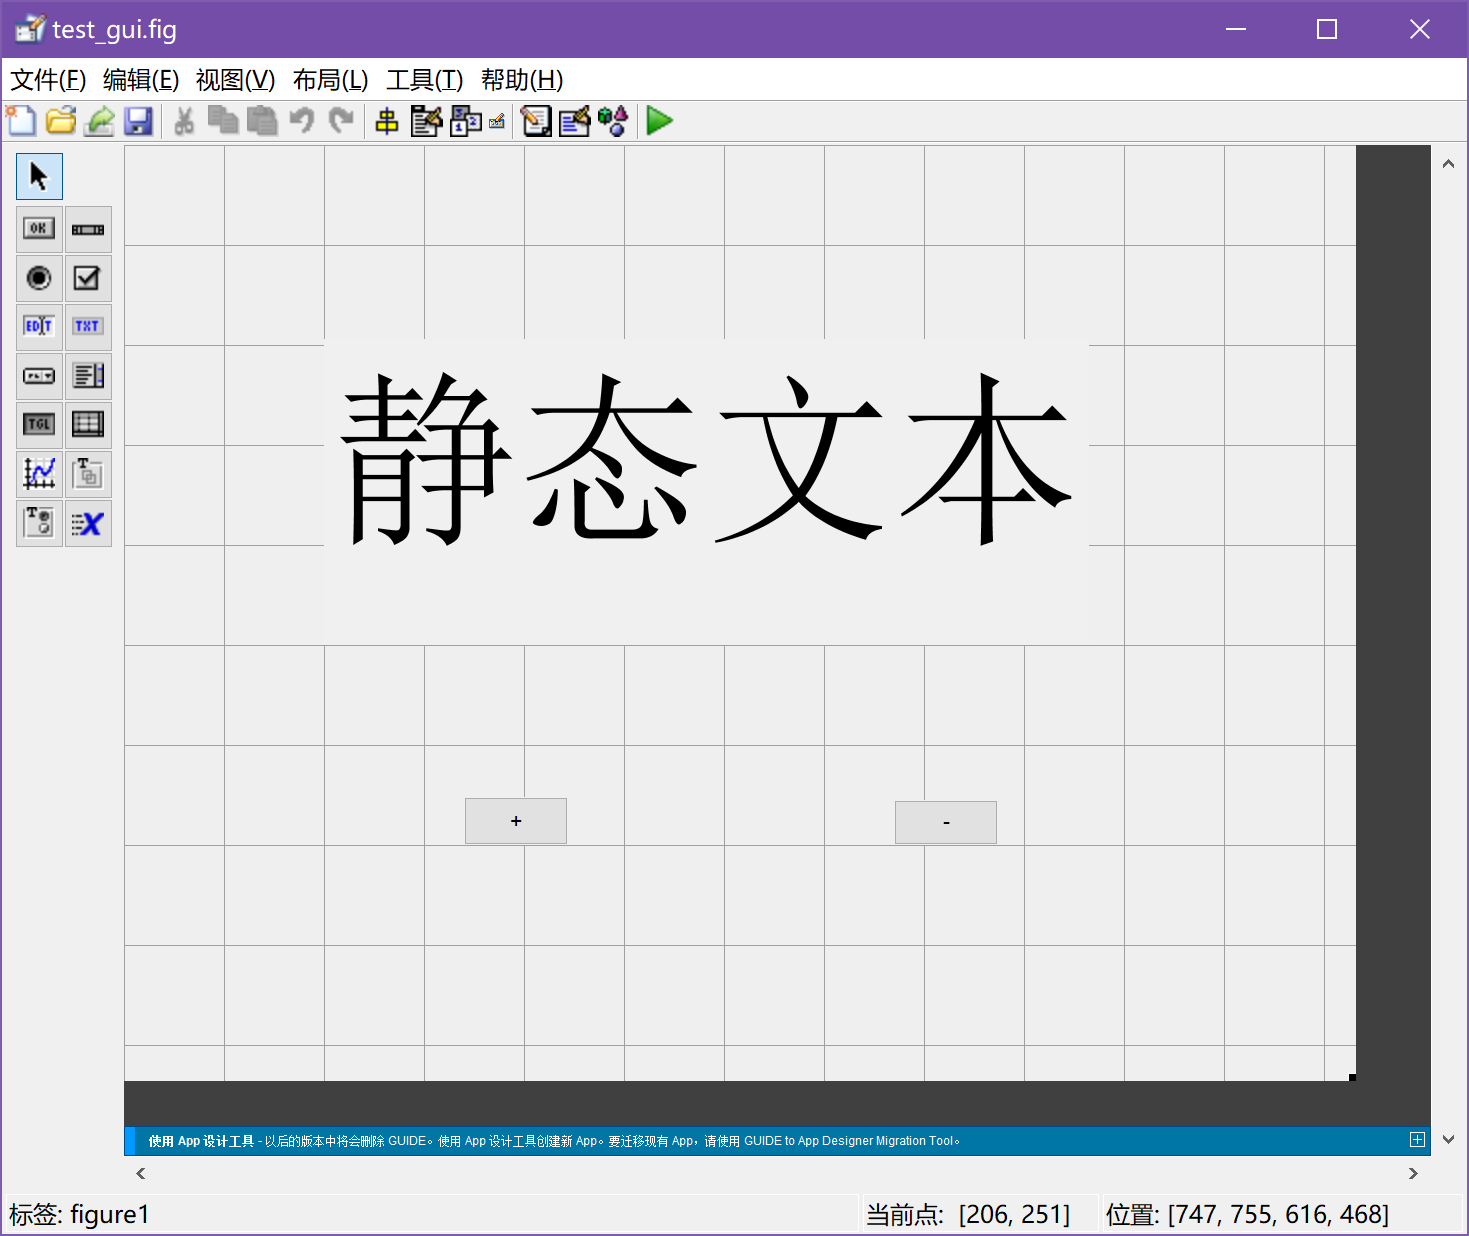 test_gui.fig
文件(F) 编辑(E) 视图(V) 布局(L) 工具(T) 帮助(H)
OK
EDIT TXT
TGL
静态文本
+ -
使用 App 设计工具 - 以后的版本中将会删除 GUIDE。使用 App 设计工具创建新 App。要迁移现有 App，请使用 GUIDE to App Designer Migration Tool。
标签: figure1 当前点: [206, 251] 位置: [747, 755, 616, 468]